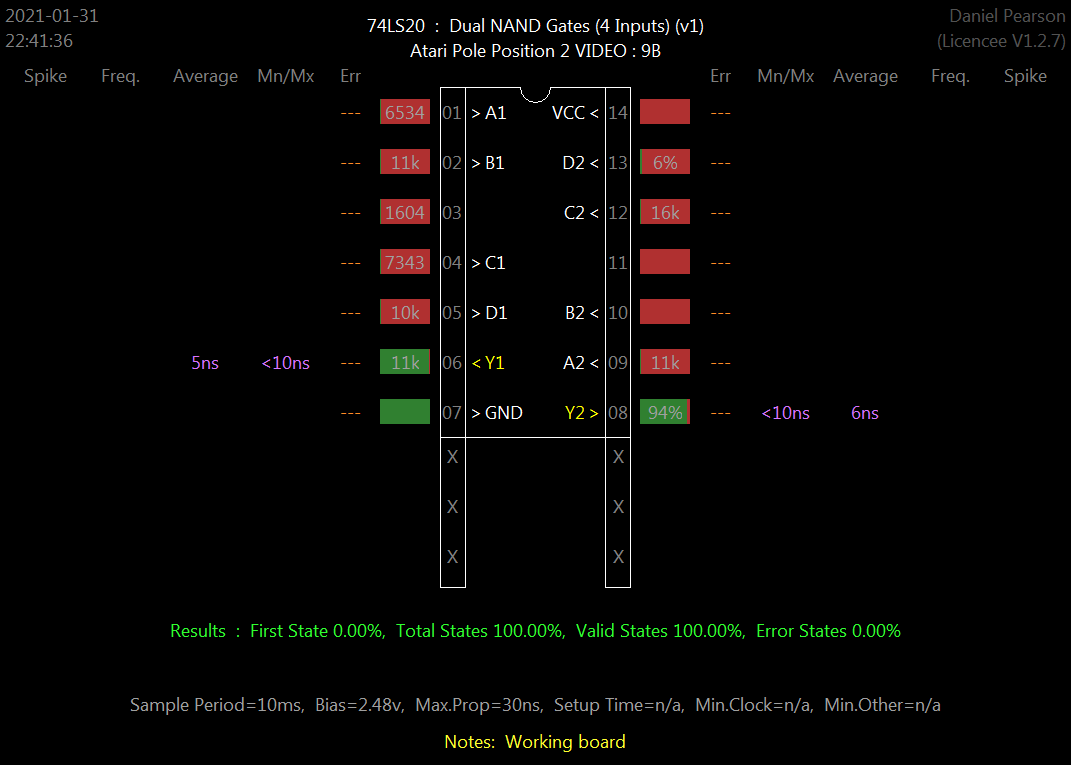 2021-01-31 74LS20 : Dual NAND Gates (4 Inputs) (v1) Daniel Pearson
22:41:36 Atari Pole Position 2 VIDEO : 9B (Licencee V1.2.7)
Spike Freq. Average Mn/Mx Err Err Mn/Mx Average Freq. Spike
--- 6534 01 > A1 VCC < 14 ---
--- 11k 02 > B1 D2 < 13 6% ---
--- 1604 03 C2 < 12 16k ---
--- 7343 04 > C1 11 ---
--- 10k 05 > D1 B2 < 10 ---
5ns <10ns --- 11k 06 < Y1 A2 < 09 11k ---
--- 07 > GND Y2 > 08 94% --- <10ns 6ns
X X
X X
X X
Results : First State 0.00%, Total States 100.00%, Valid States 100.00%, Error States 0.00%
Sample Period=10ms, Bias=2.48v, Max.Prop=30ns, Setup Time=n/a, Min.Clock=n/a, Min.Other=n/a
Notes: Working board